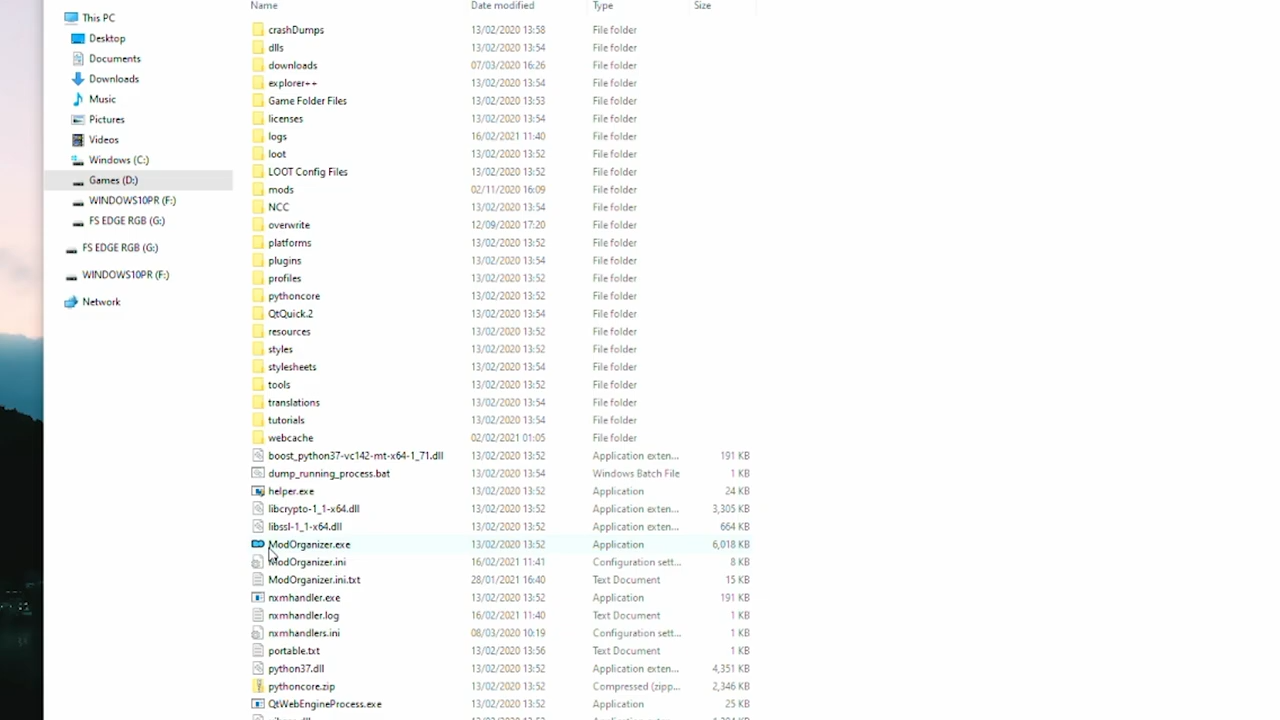 Name Date modified Type Size
This PC
Desktop
Documents
Downloads
Music
Pictures
Videos
Windows (C:)
Games (D:)
WINDOWS10PR (F:)
FS EDGE RGB (G:)
FS EDGE RGB (G:)
WINDOWS10PR (F:)
Network
crashDumps 13/02/2020 13:58 File folder
dlls 13/02/2020 13:54 File folder
downloads 07/03/2020 16:26 File folder
explorer++ 13/02/2020 13:54 File folder
Game Folder Files 13/02/2020 13:53 File folder
licenses 13/02/2020 13:54 File folder
logs 16/02/2021 11:40 File folder
loot 13/02/2020 13:52 File folder
LOOT Config Files 13/02/2020 13:52 File folder
mods 02/11/2020 16:09 File folder
NCC 13/02/2020 13:54 File folder
overwrite 12/09/2020 17:20 File folder
platforms 13/02/2020 13:52 File folder
plugins 13/02/2020 13:54 File folder
profiles 13/02/2020 13:52 File folder
pythoncore 13/02/2020 13:52 File folder
QtQuick.2 13/02/2020 13:54 File folder
resources 13/02/2020 13:52 File folder
styles 13/02/2020 13:52 File folder
stylesheets 13/02/2020 13:54 File folder
tools 13/02/2020 13:52 File folder
translations 13/02/2020 13:54 File folder
tutorials 13/02/2020 13:54 File folder
webcache 02/02/2021 01:05 File folder
boost_python37-vc142-mt-x64-1_71.dll 13/02/2020 13:52 Application exten... 191 KB
dump_running_process.bat 13/02/2020 13:54 Windows Batch File 1 KB
helper.exe 13/02/2020 13:52 Application 24 KB
libcrypto-1_1-x64.dll 13/02/2020 13:52 Application exten... 3,305 KB
libssl-1_1-x64.dll 13/02/2020 13:52 Application exten... 664 KB
ModOrganizer.exe 13/02/2020 13:52 Application 6,018 KB
ModOrganizer.ini 16/02/2021 11:41 Configuration sett... 8 KB
ModOrganizer.ini.txt 28/01/2021 16:40 Text Document 15 KB
nxmhandler.exe 13/02/2020 13:52 Application 191 KB
nxmhandler.log 16/02/2021 11:40 Text Document 1 KB
nxmhandlers.ini 08/03/2020 10:19 Configuration sett... 1 KB
portable.txt 13/02/2020 13:56 Text Document 1 KB
python37.dll 13/02/2020 13:52 Application exten... 4,351 KB
pythoncore.zip 13/02/2020 13:52 Compressed (zipp... 2,346 KB
QtWebEngineProcess.exe 13/02/2020 13:52 Application 25 KB